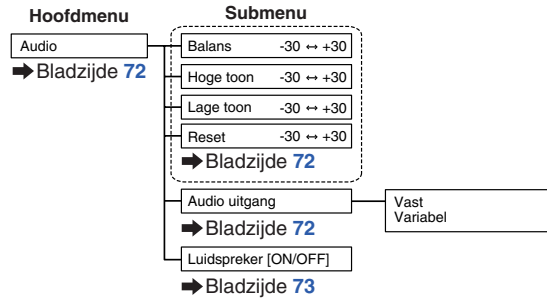 Hoofdmenu Submenu
Audio
➡ Bladzijde 72
Balans -30 ↔ +30
Hoge toon -30 ↔ +30
Lage toon -30 ↔ +30
Reset -30 ↔ +30
➡ Bladzijde 72
Audio uitgang
➡ Bladzijde 72
Vast
Variabel
Luidspreker [ON/OFF]
➡ Bladzijde 73